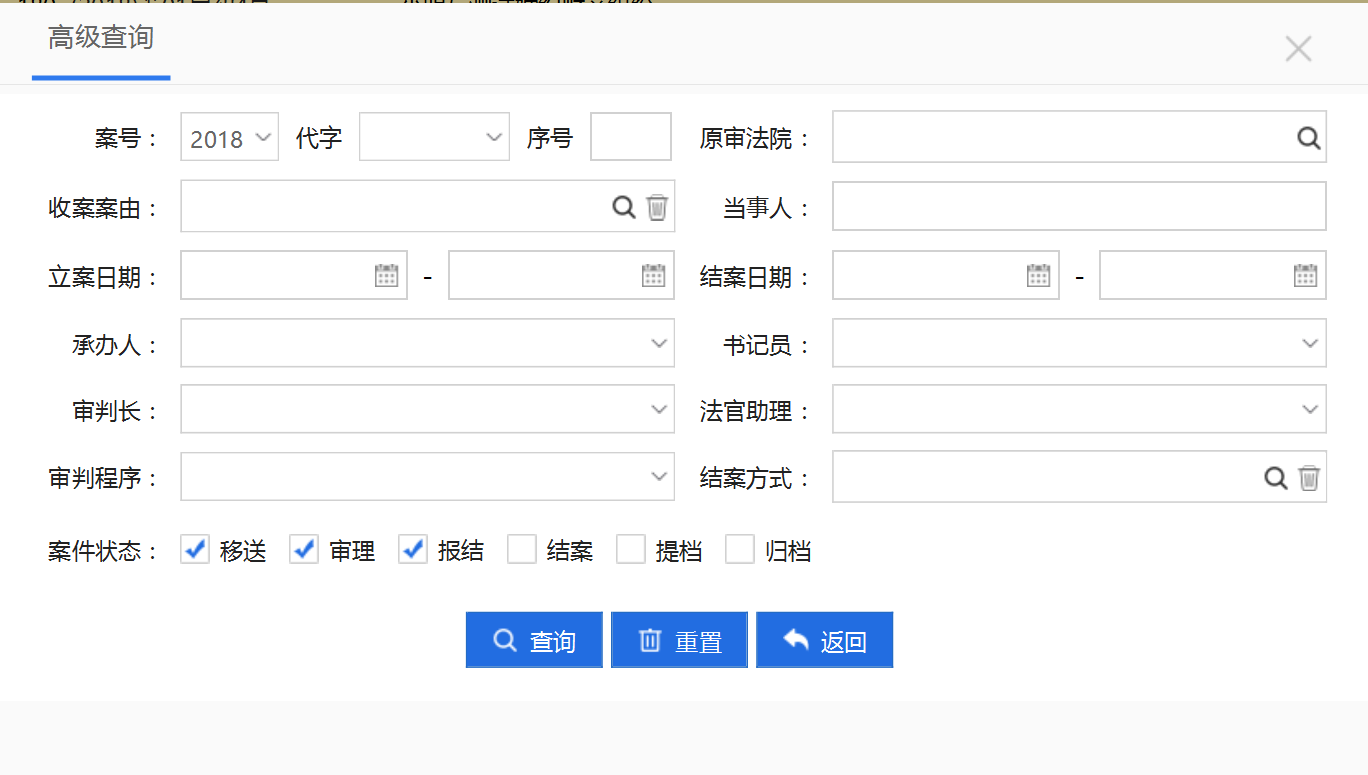 高级查询
案号： 2018 代字 序号 原审法院：
收案案由： 当事人：
立案日期： - 结案日期： -
承办人： 书记员：
审判长： 法官助理：
审判程序： 结案方式：
案件状态： 移送 审理 报结 结案 提档 归档
查询 重置 返回